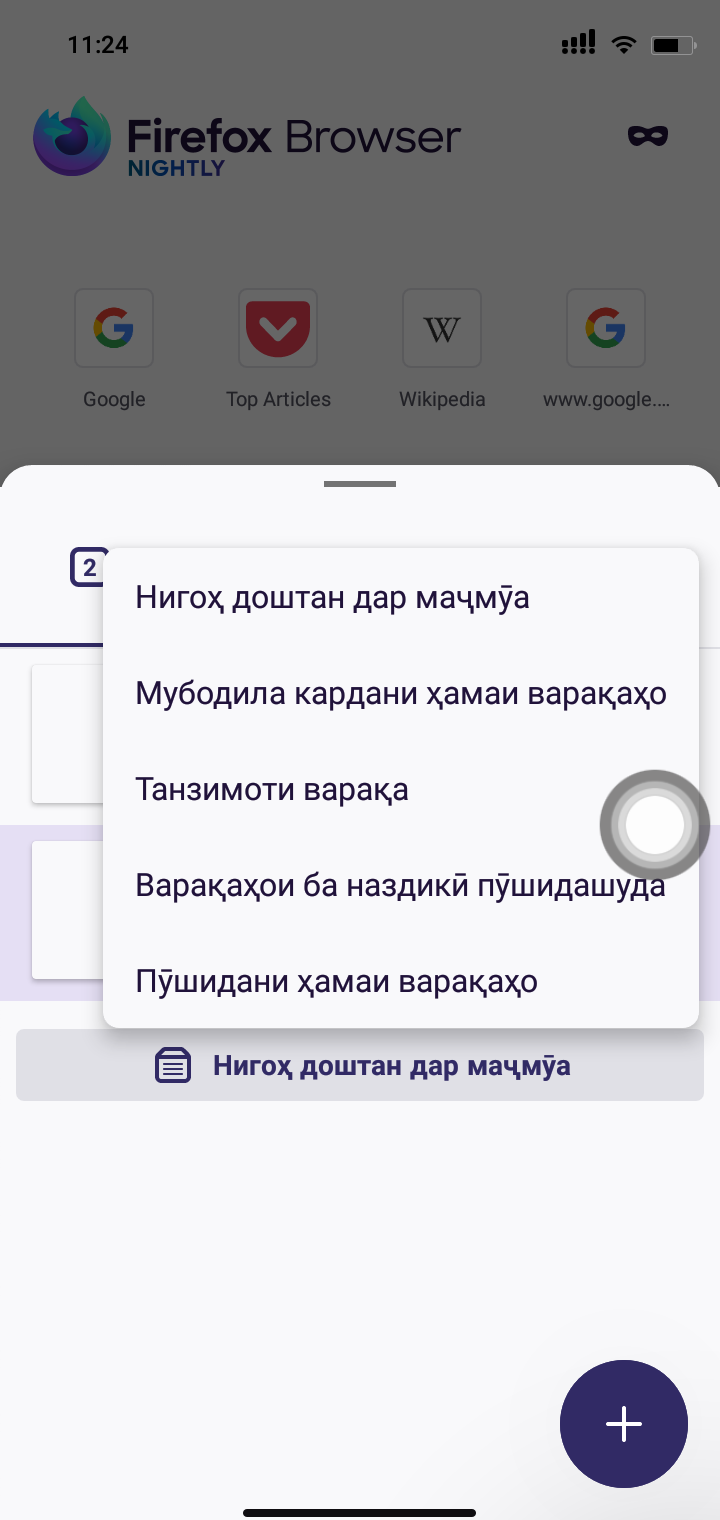 11:24
Firefox Browser
NIGHTLY
Google
Top Articles
Wikipedia
www.google....
2
Нигоҳ доштан дар маҷмӯа
Мубодила кардани ҳамаи варақаҳо
Танзимоти варақа
Варақаҳои ба наздикӣ пӯшидашуда
Пӯшидани ҳамаи варақаҳо
Нигоҳ доштан дар маҷмӯа